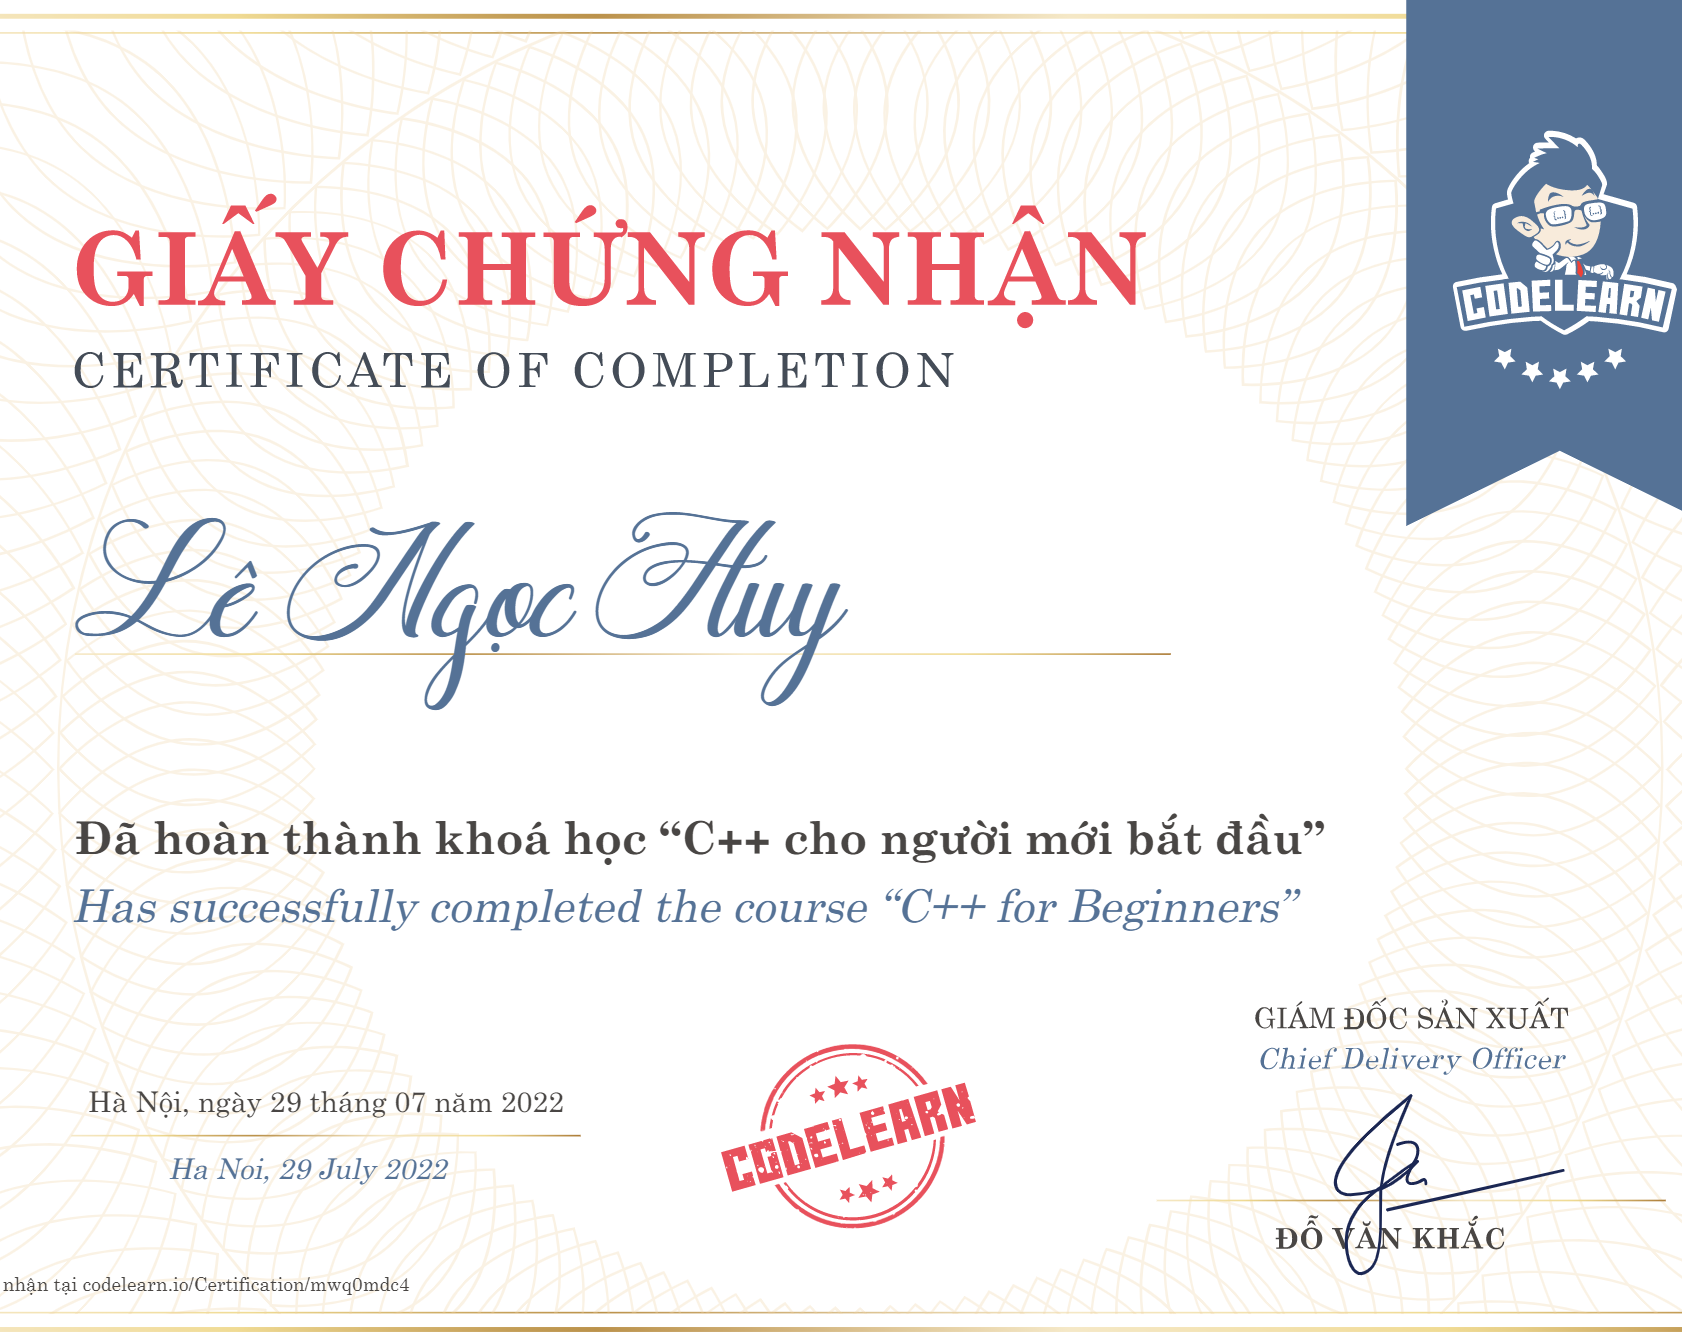 GIẤY CHỨNG NHẬN
CERTIFICATE OF COMPLETION
CODELEARN
Lê Ngọc Huy
Đã hoàn thành khoá học “C++ cho người mới bắt đầu”
Has successfully completed the course “C++ for Beginners”
GIÁM ĐỐC SẢN XUẤT
Chief Delivery Officer
Hà Nội, ngày 29 tháng 07 năm 2022
Ha Noi, 29 July 2022
CODELEARN
ĐỖ VĂN KHẮC
nhận tại codelearn.io/Certification/mwq0mdc4